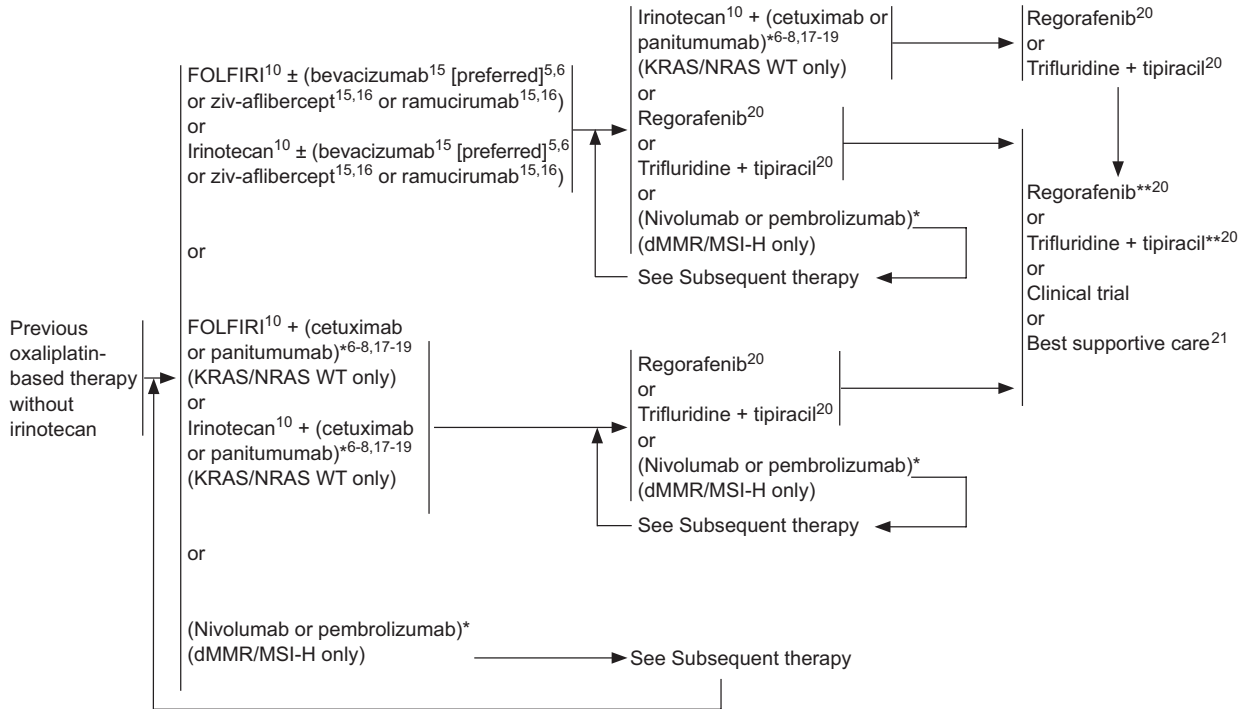 Previous
oxaliplatin-
based therapy
without
irinotecan
FOLFIRI10 ± (bevacizumab15 [preferred]5,6
or ziv-aflibercept15,16 or ramucirumab15,16)
or
Irinotecan10 ± (bevacizumab15 [preferred]5,6
or ziv-aflibercept15,16 or ramucirumab15,16)
or
FOLFIRI10 + (cetuximab
or panitumumab)*6-8,17-19
(KRAS/NRAS WT only)
or
Irinotecan10 + (cetuximab
or panitumumab)*6-8,17-19
(KRAS/NRAS WT only)
or
(Nivolumab or pembrolizumab)*
(dMMR/MSI-H only)
Irinotecan10 + (cetuximab or
panitumumab)*6-8,17-19
(KRAS/NRAS WT only)
or
Regorafenib20
or
Trifluridine + tipiracil20
or
(Nivolumab or pembrolizumab)*
(dMMR/MSI-H only)
See Subsequent therapy
Regorafenib20
or
Trifluridine + tipiracil20
or
(Nivolumab or pembrolizumab)*
(dMMR/MSI-H only)
See Subsequent therapy
See Subsequent therapy
Regorafenib20
or
Trifluridine + tipiracil20
Regorafenib**20
or
Trifluridine + tipiracil**20
or
Clinical trial
or
Best supportive care21